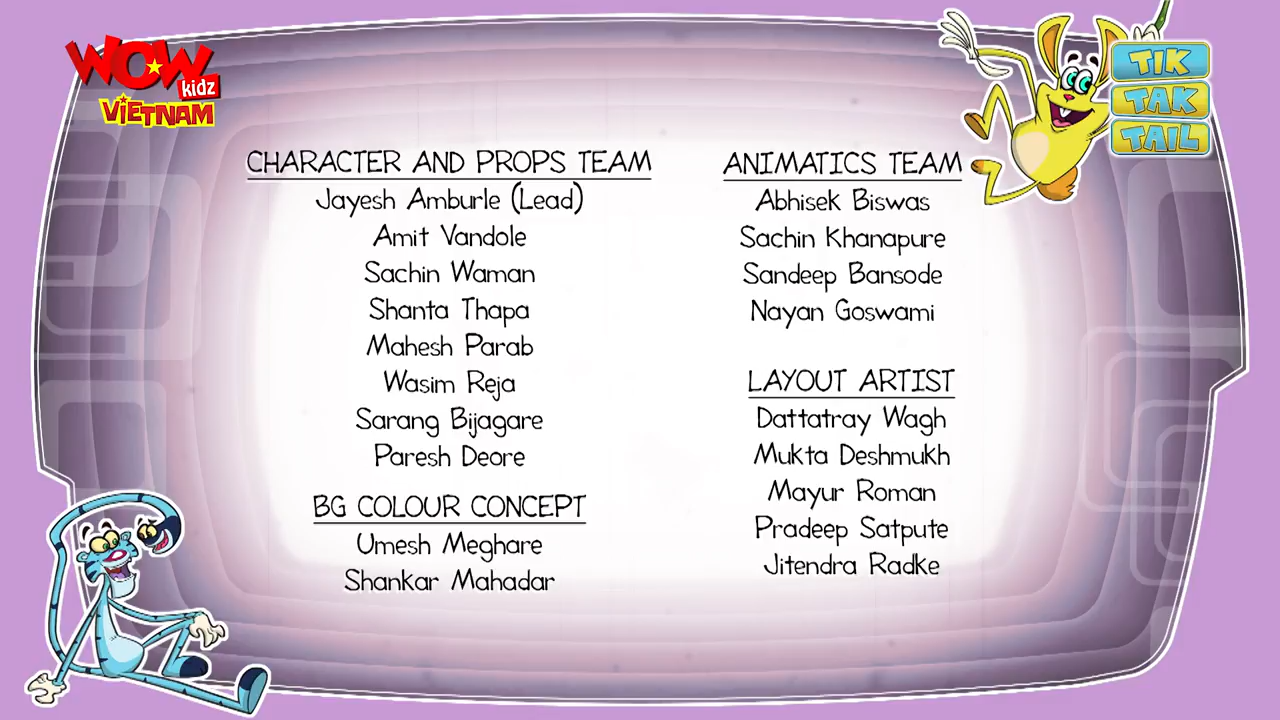 WOW
kidz
VIETNAM
TIK
TAK
TAIL
CHARACTER AND PROPS TEAM
Jayesh Amburle (Lead)
Amit Vandole
Sachin Waman
Shanta Thapa
Mahesh Parab
Wasim Reja
Sarang Bijagare
Paresh Deore
BG COLOUR CONCEPT
Umesh Meghare
Shankar Mahadar
ANIMATICS TEAM
Abhisek Biswas
Sachin Khanapure
Sandeep Bansode
Nayan Goswami
LAYOUT ARTIST
Dattatray Wagh
Mukta Deshmukh
Mayur Roman
Pradeep Satpute
Jitendra Radke